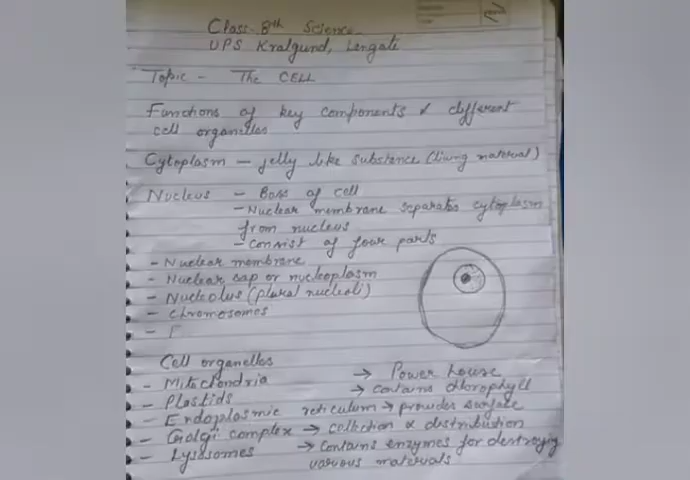 Class- 8th Science
UPS Kralgund, Lengate
Topic - The CELL
Functions of key components & different
cell organelles
Cytoplasm - jelly like substance (living material)
Nucleus - Boss of cell
- Nuclear membrane separates cytoplasm
from nucleus
- Consist of four parts
- Nuclear membrane
- Nuclear sap or nucleoplasm
- Nucleolus (plural nucleoli)
- Chromosomes
-
Cell organelles
- Mitochondria → Power house
- Plastids → Contains chlorophyll
- Endoplasmic reticulum → provides surface
- Golgi complex → collection & distribution
- Lysosomes → Contains enzymes for destroying
various materials